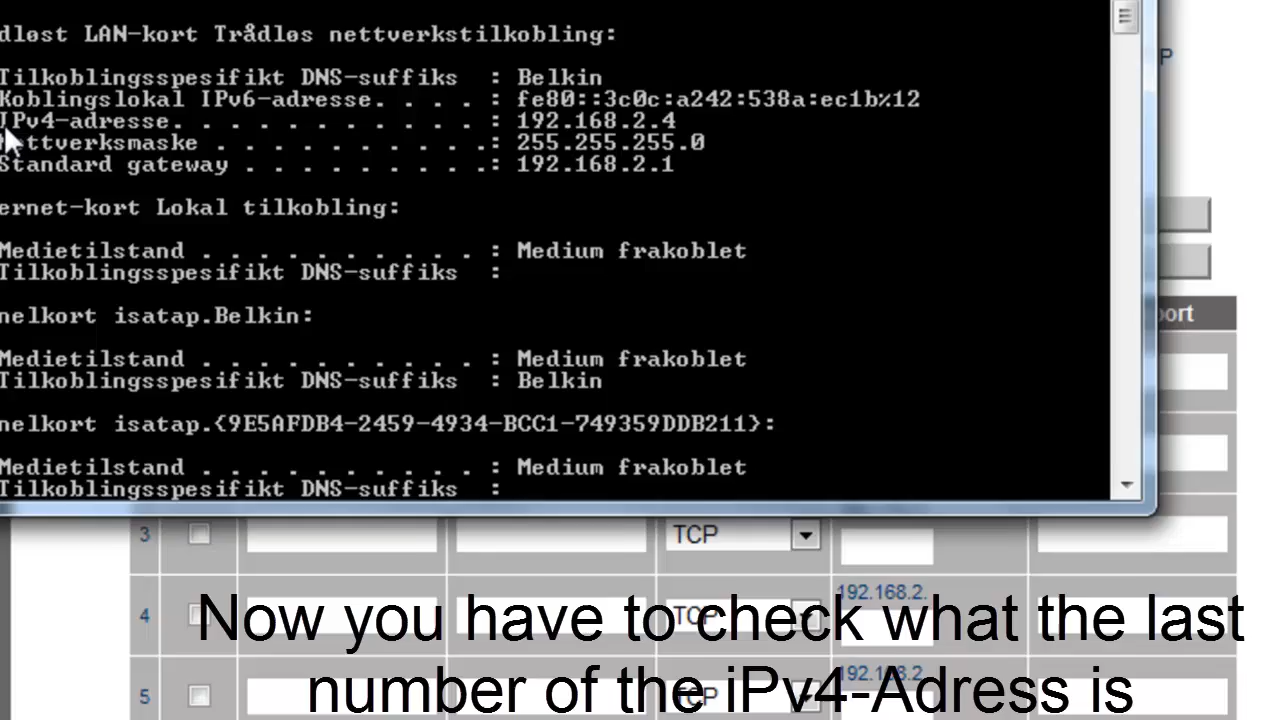 dløst LAN-kort Trådløs nettverkstilkobling:
Tilkoblingsspesifikt DNS-suffiks : Belkin
Koblingslokal IPv6-adresse. . . . : fe80::3c0c:a242:538a:ec1b%12
IPv4-adresse. . . . . . . . . . . : 192.168.2.4
ettverksmaske . . . . . . . . . .: 255.255.255.0
Standard gateway . . . . . . . . .: 192.168.2.1
ernet-kort Lokal tilkobling:
Medietilstand . . . . . . . . . . : Medium frakoblet
Tilkoblingsspesifikt DNS-suffiks :
nelkort isatap.Belkin:
Medietilstand . . . . . . . . . . : Medium frakoblet
Tilkoblingsspesifikt DNS-suffiks : Belkin
nelkort isatap.{9E5AFDB4-2459-4934-BCC1-749359DDB211}:
Medietilstand . . . . . . . . . . : Medium frakoblet
Tilkoblingsspesifikt DNS-suffiks :
P
ort
3 TCP
4 TCP 192.168.2.
5 TCP 192.168.2.
Now you have to check what the last
number of the iPv4-Adress is